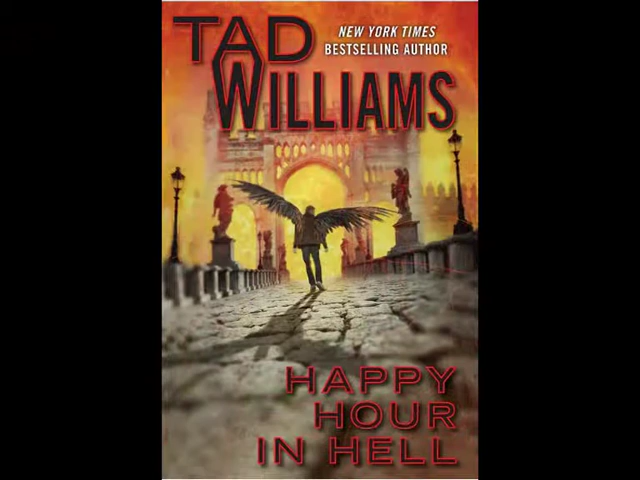 TAD
WILLIAMS
NEW YORK TIMES
BESTSELLING AUTHOR
HAPPY
HOUR
IN HELL